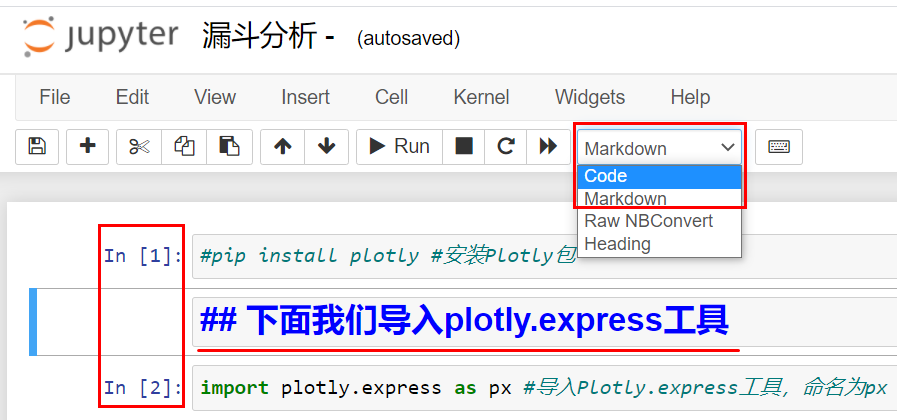 jupyter 漏斗分析 - (autosaved)
File Edit View Insert Cell Kernel Widgets Help
Run Markdown
Code
Markdown
Raw NBConvert
Heading
In [1]: #pip install plotly #安装Plotly包
## 下面我们导入plotly.express工具
In [2]: import plotly.express as px #导入Plotly.express工具，命名为px